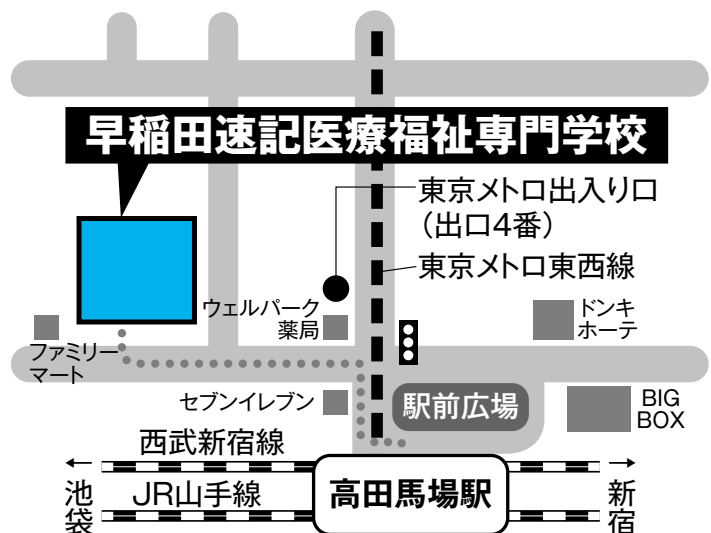 早稲田速記医療福祉専門学校
東京メトロ出入り口
（出口4番）
東京メトロ東西線
ウェルパーク
薬局
ドンキ
ホーテ
ファミリー
マート
セブンイレブン
駅前広場
BIG
BOX
西武新宿線
←
→
池袋
JR山手線
高田馬場駅
新宿